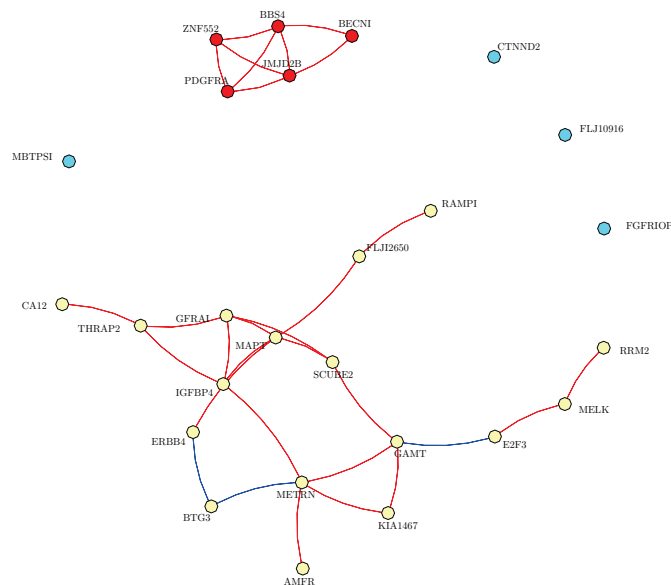 BBS4
BECNI
ZNF552
CTNND2
JMJD2B
PDGFRA
FLJ10916
MBTPSI
RAMPI
FGFRIOP
FLJI2650
CA12
GFRAI
THRAP2
MAPT
RRM2
SCUBE2
IGFBP4
MELK
ERBB4
E2F3
GAMT
METRN
BTG3
KIA1467
AMFR